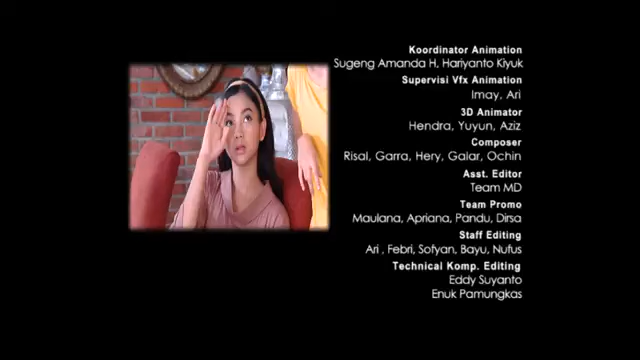 Koordinator Animation
Sugeng Amanda H, Hariyanto Kiyuk
Supervisi Vfx Animation
Imay, Ari
3D Animator
Hendra, Yuyun, Aziz
Composer
Risal, Garra, Hery, Galar, Ochin
Asst. Editor
Team MD
Team Promo
Maulana, Apriana, Pandu, Dirsa
Staff Editing
Ari , Febri, Sofyan, Bayu, Nufus
Technical Komp. Editing
Eddy Suyanto
Enuk Pamungkas